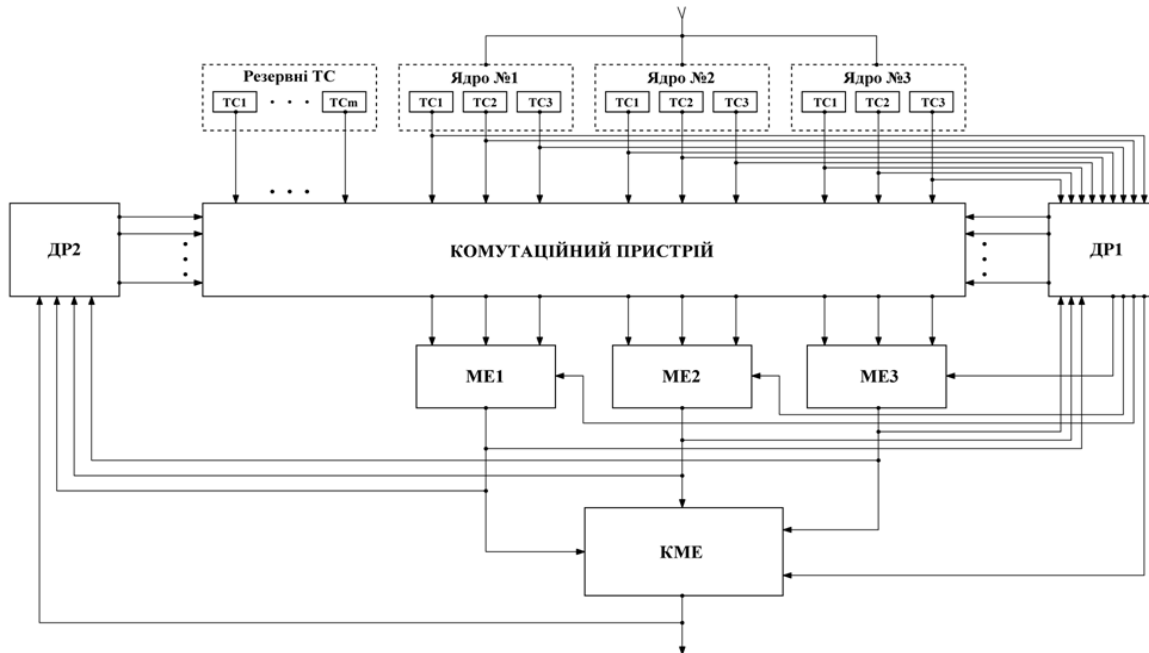 Резервні ТС
Ядро №1
Ядро №2
Ядро №3
ТС1 · · · ТСm
ТС1 ТС2 ТС3
ТС1 ТС2 ТС3
ТС1 ТС2 ТС3
· · ·
ДР2
КОМУТАЦІЙНИЙ ПРИСТРІЙ
ДР1
МЕ1
МЕ2
МЕ3
КМЕ